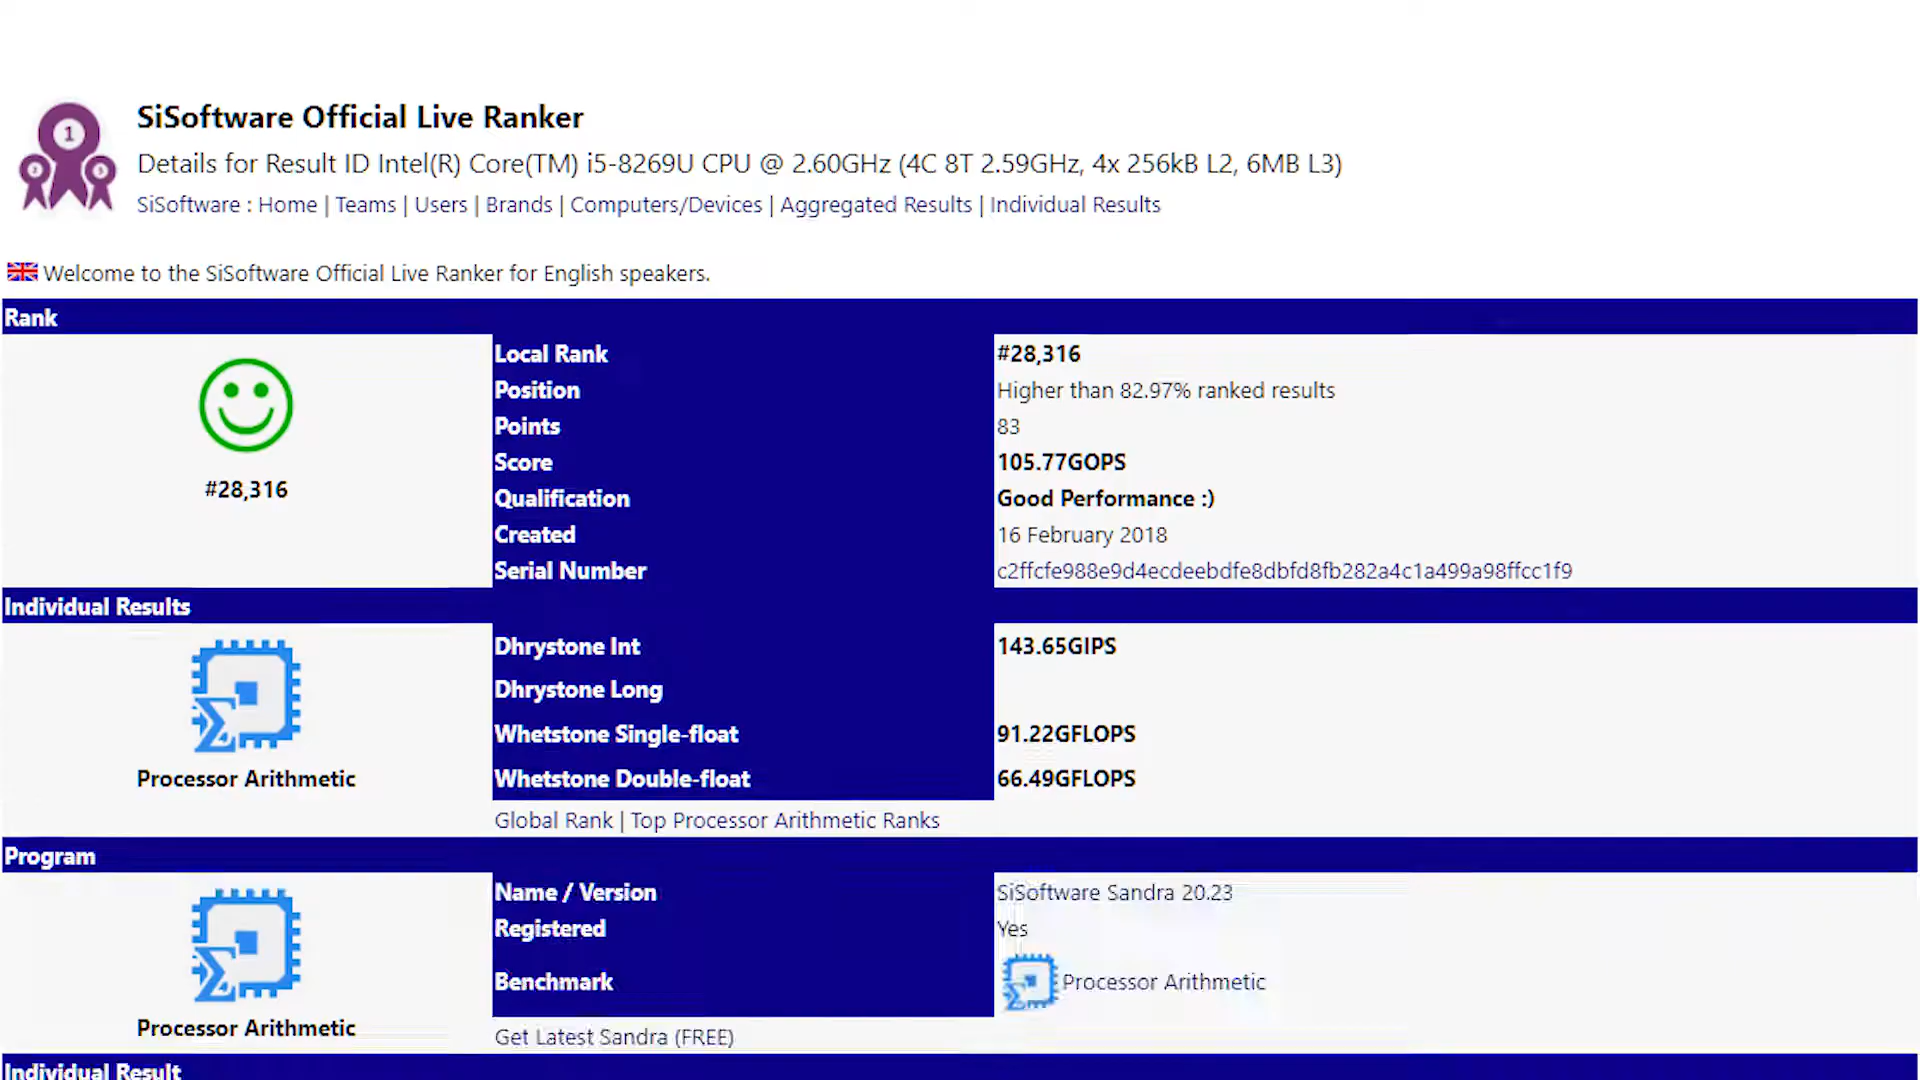 SiSoftware Official Live Ranker
Details for Result ID Intel(R) Core(TM) i5-8269U CPU @ 2.60GHz (4C 8T 2.59GHz, 4x 256kB L2, 6MB L3)
SiSoftware : Home | Teams | Users | Brands | Computers/Devices | Aggregated Results | Individual Results
Welcome to the SiSoftware Official Live Ranker for English speakers.
Rank
#28,316
Local Rank #28,316
Position Higher than 82.97% ranked results
Points 83
Score 105.77GOPS
Qualification Good Performance :)
Created 16 February 2018
Serial Number c2ffcfe988e9d4ecdeebdfe8dbfd8fb282a4c1a499a98ffcc1f9
Individual Results
Processor Arithmetic
Dhrystone Int 143.65GIPS
Dhrystone Long
Whetstone Single-float 91.22GFLOPS
Whetstone Double-float 66.49GFLOPS
Global Rank | Top Processor Arithmetic Ranks
Program
Processor Arithmetic
Name / Version SiSoftware Sandra 20.23
Registered Yes
Benchmark Processor Arithmetic
Get Latest Sandra (FREE)
Individual Result